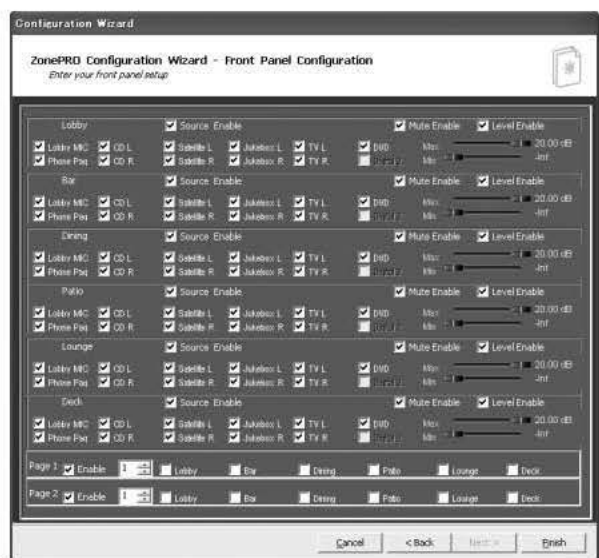 Configuration Wizard
ZonePRO Configuration Wizard - Front Panel Configuration
Enter your front panel setup
Lobby Source Enable Mute Enable Level Enable
Lobby MIC CD L Satellite L Jukebox L TV L DVD Max 20.00 dB
Phone Pag CD R Satellite R Jukebox R TV R Min -Inf
Bar Source Enable Mute Enable Level Enable
Lobby MIC CD L Satellite L Jukebox L TV L DVD Max 20.00 dB
Phone Pag CD R Satellite R Jukebox R TV R Min -Inf
Dining Source Enable Mute Enable Level Enable
Lobby MIC CD L Satellite L Jukebox L TV L DVD Max 20.00 dB
Phone Pag CD R Satellite R Jukebox R TV R Min -Inf
Patio Source Enable Mute Enable Level Enable
Lobby MIC CD L Satellite L Jukebox L TV L DVD Max 20.00 dB
Phone Pag CD R Satellite R Jukebox R TV R Min -Inf
Lounge Source Enable Mute Enable Level Enable
Lobby MIC CD L Satellite L Jukebox L TV L DVD Max 20.00 dB
Phone Pag CD R Satellite R Jukebox R TV R Min -Inf
Deck Source Enable Mute Enable Level Enable
Lobby MIC CD L Satellite L Jukebox L TV L DVD Max 20.00 dB
Phone Pag CD R Satellite R Jukebox R TV R Min -Inf
Page 1 Enable 1 Lobby Bar Dining Patio Lounge Deck
Page 2 Enable 1 Lobby Bar Dining Patio Lounge Deck
Cancel < Back Next > Finish